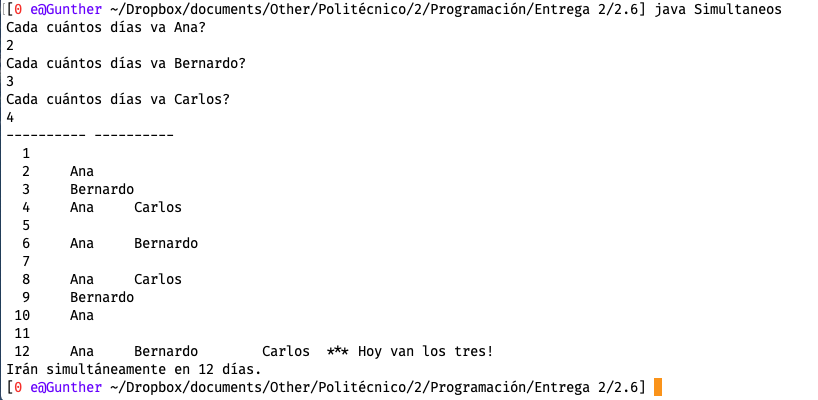 [0 e@Gunther ~/Dropbox/documents/Other/Politécnico/2/Programación/Entrega 2/2.6] java Simultaneos
Cada cuántos días va Ana?
2
Cada cuántos días va Bernardo?
3
Cada cuántos días va Carlos?
4
---------- ----------
  1
  2     Ana
  3     Bernardo
  4     Ana     Carlos
  5
  6     Ana     Bernardo
  7
  8     Ana     Carlos
  9     Bernardo
 10     Ana
 11
 12     Ana     Bernardo        Carlos  *** Hoy van los tres!
Irán simultáneamente en 12 días.
[0 e@Gunther ~/Dropbox/documents/Other/Politécnico/2/Programación/Entrega 2/2.6]